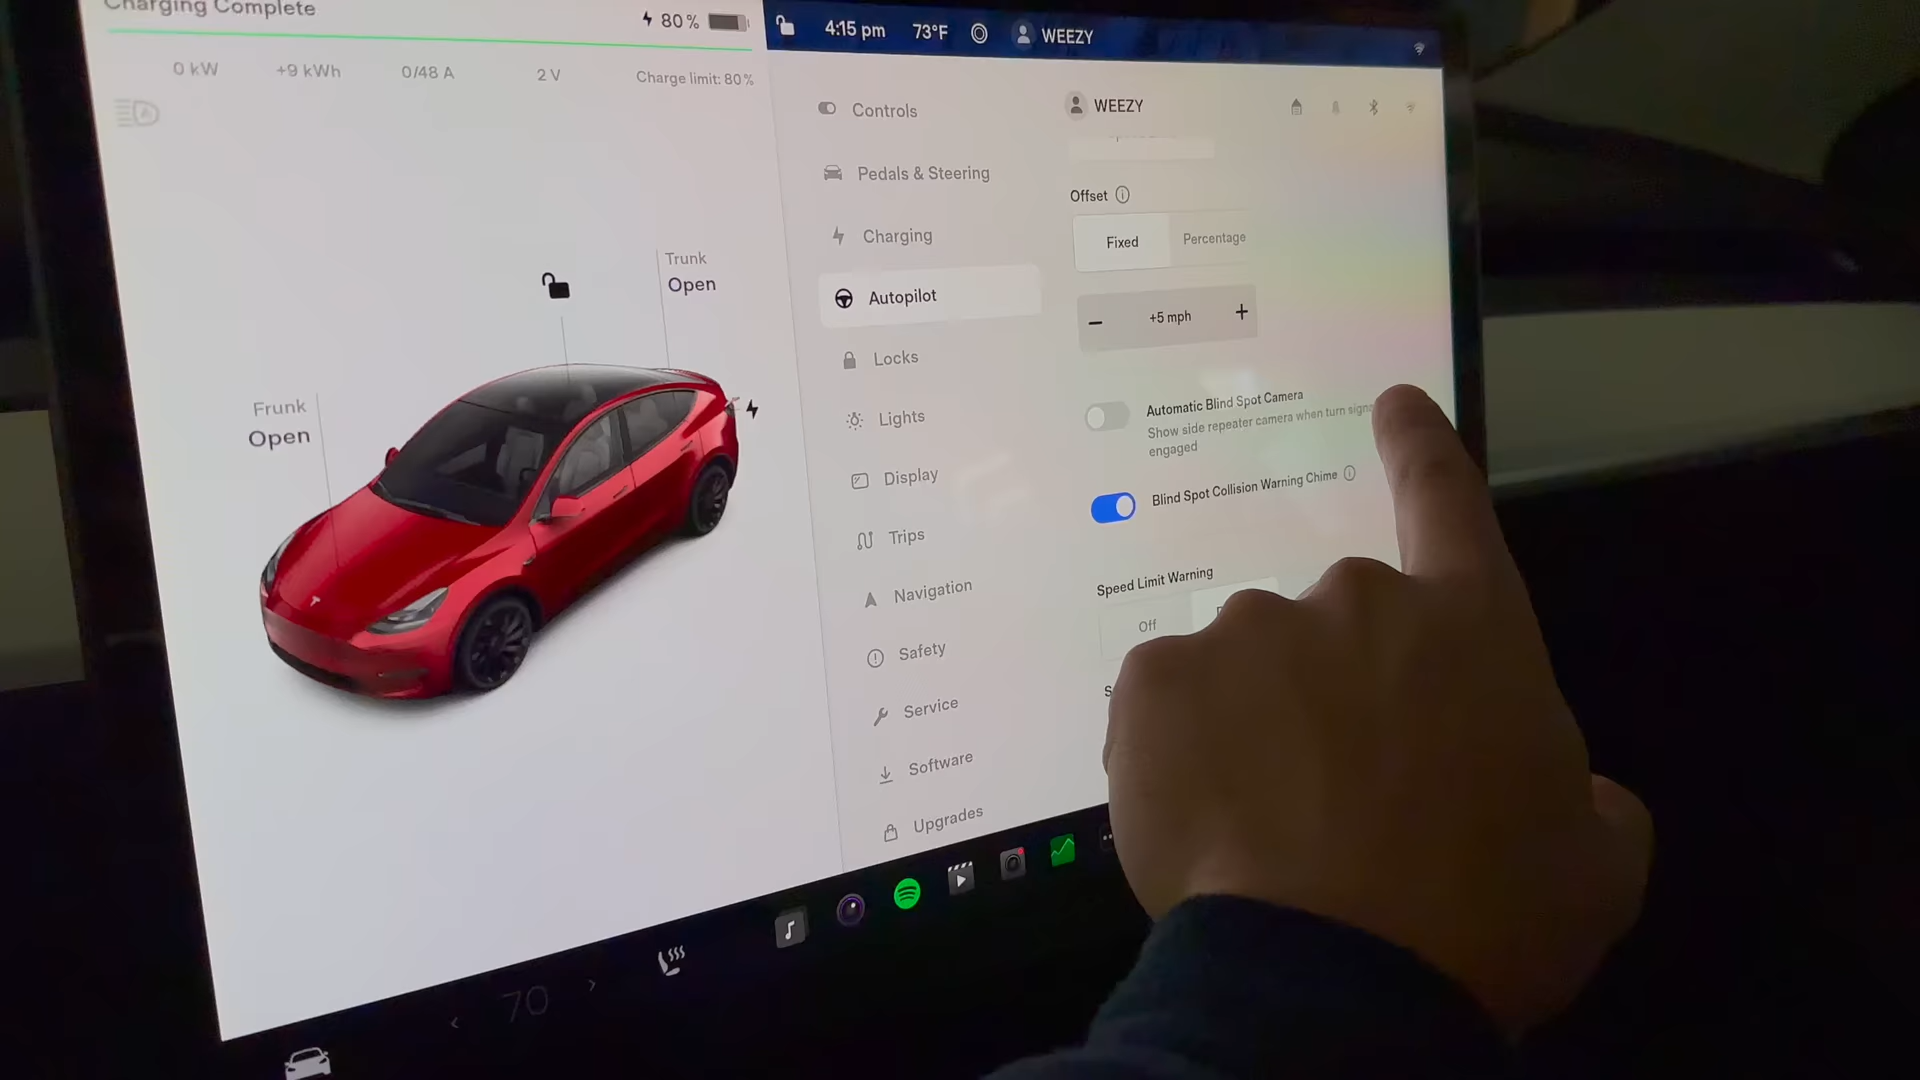 Charging Complete
80%
0 kW +9 kWh 0/48 A 2 V Charge limit: 80%
Trunk
Open
Frunk
Open
4:15 pm 73°F WEEZY
Controls
Pedals & Steering
Charging
Autopilot
Locks
Lights
Display
Trips
Navigation
Safety
Service
Software
Upgrades
WEEZY
Offset
Fixed Percentage
+5 mph
Automatic Blind Spot Camera
Show side repeater camera when turn
engaged
Blind Spot Collision Warning Chime
Speed Limit Warning
Off
70